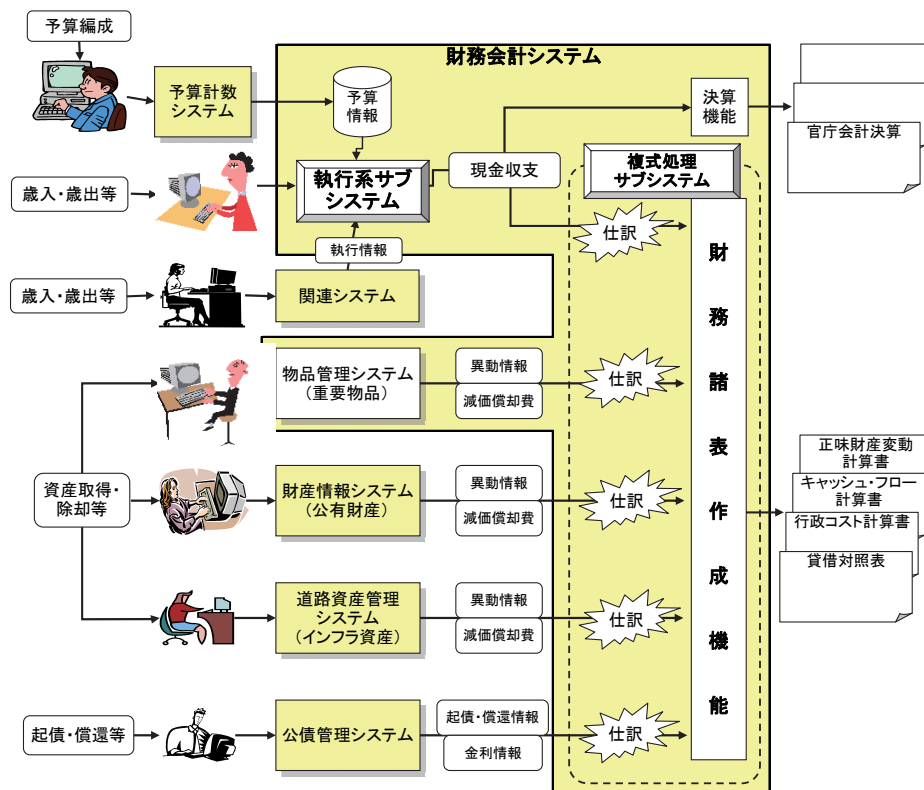 予算編成
財務会計システム
予算計数
システム
予算
情報
決算
機能
官庁会計決算
執行系サブ
システム
現金収支
複式処理
サブシステム
歳入・歳出等
仕訳
執行情報
歳入・歳出等
関連システム
財務諸表作成機能
物品管理システム
(重要物品)
異動情報
減価償却費
仕訳
資産取得・
除却等
財産情報システム
(公有財産)
異動情報
減価償却費
仕訳
正味財産変動
計算書
キャッシュ・フロー
計算書
行政コスト計算書
貸借対照表
道路資産管理
システム
(インフラ資産)
異動情報
減価償却費
仕訳
起債・償還等
公債管理システム
起債・償還情報
金利情報
仕訳